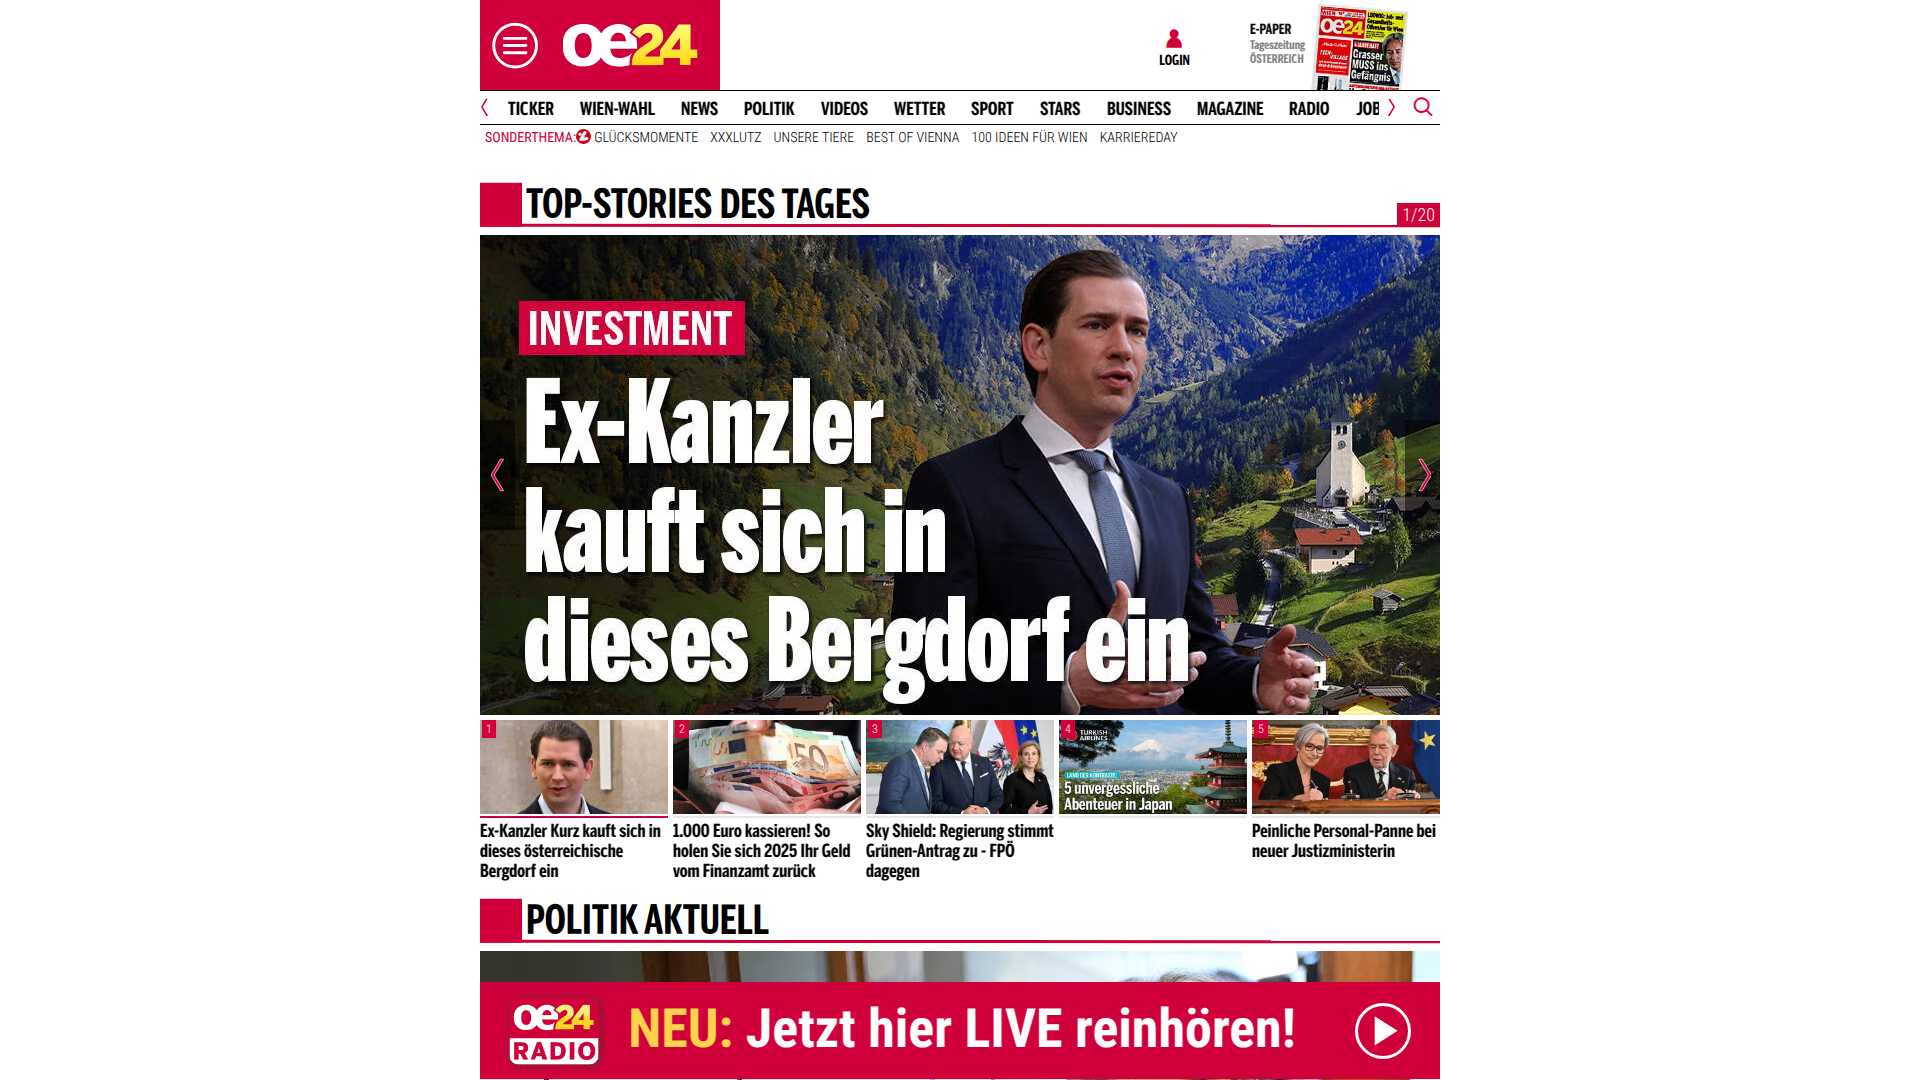 oe24
LOGIN
E-PAPER
Tageszeitung
ÖSTERREICH
oe24
Grasser
MUSS ins
Gefängnis
TICKER WIEN-WAHL NEWS POLITIK VIDEOS WETTER SPORT STARS BUSINESS MAGAZINE RADIO JOB
SONDERTHEMA: GLÜCKSMOMENTE XXXLUTZ UNSERE TIERE BEST OF VIENNA 100 IDEEN FÜR WIEN KARRIEREDAY
TOP-STORIES DES TAGES
1/20
INVESTMENT
Ex-Kanzler
kauft sich in
dieses Bergdorf ein
1
2
3
4
5
50
TURKISH
AIRLINES
LAND DER KONTRASTE
5 unvergessliche
Abenteuer in Japan
Ex-Kanzler Kurz kauft sich in
dieses österreichische
Bergdorf ein
1.000 Euro kassieren! So
holen Sie sich 2025 Ihr Geld
vom Finanzamt zurück
Sky Shield: Regierung stimmt
Grünen-Antrag zu - FPÖ
dagegen
Peinliche Personal-Panne bei
neuer Justizministerin
POLITIK AKTUELL
oe24
RADIO
NEU: Jetzt hier LIVE reinhören!